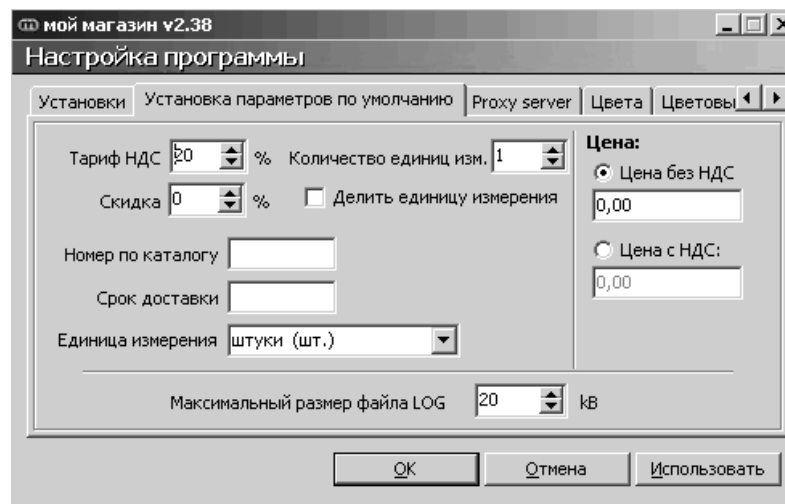 мой магазин v2.38
Настройка программы
Установки Установка параметров по умолчанию Proxy server Цвета Цветовы
Тариф НДС 20 % Количество единиц изм. 1
Скидка 0 % Делить единицу измерения
Номер по каталогу
Срок доставки
Единица измерения штуки (шт.)
Цена:
Цена без НДС
0,00
Цена с НДС:
0,00
Максимальный размер файла LOG 20 kB
OK Отмена Использовать